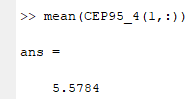 >> mean(CEP95_4(1,:))
ans =
5.5784